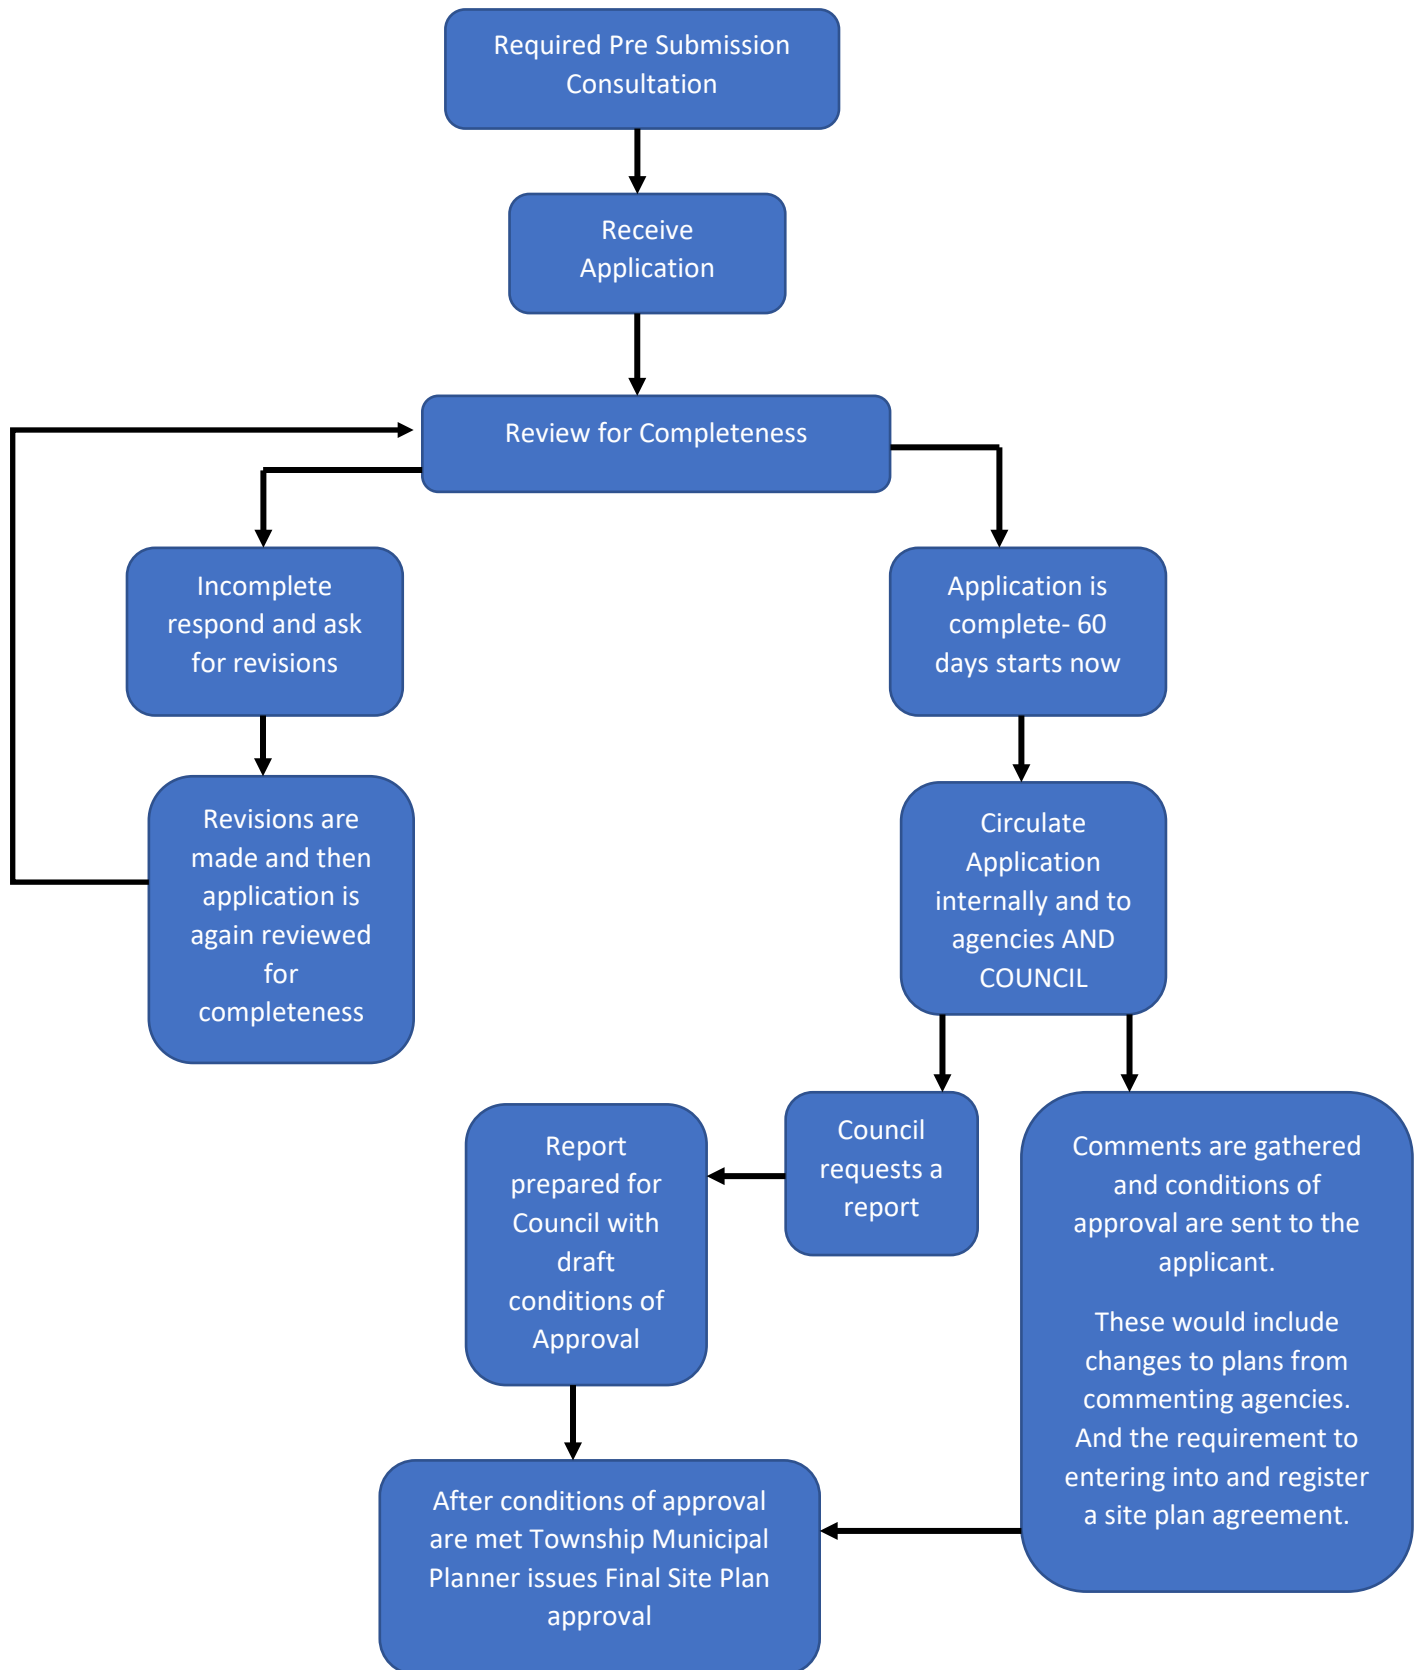 Required Pre Submission
Consultation
Receive
Application
Review for Completeness
Incomplete
respond and ask
for revisions
Application is
complete- 60
days starts now
Revisions are
made and then
application is
again reviewed
for
completeness
Circulate
Application
internally and to
agencies AND
COUNCIL
Report
prepared for
Council with
draft
conditions of
Approval
Council
requests a
report
Comments are gathered
and conditions of
approval are sent to the
applicant.
These would include
changes to plans from
commenting agencies.
And the requirement to
entering into and register
a site plan agreement.
After conditions of approval
are met Township Municipal
Planner issues Final Site Plan
approval